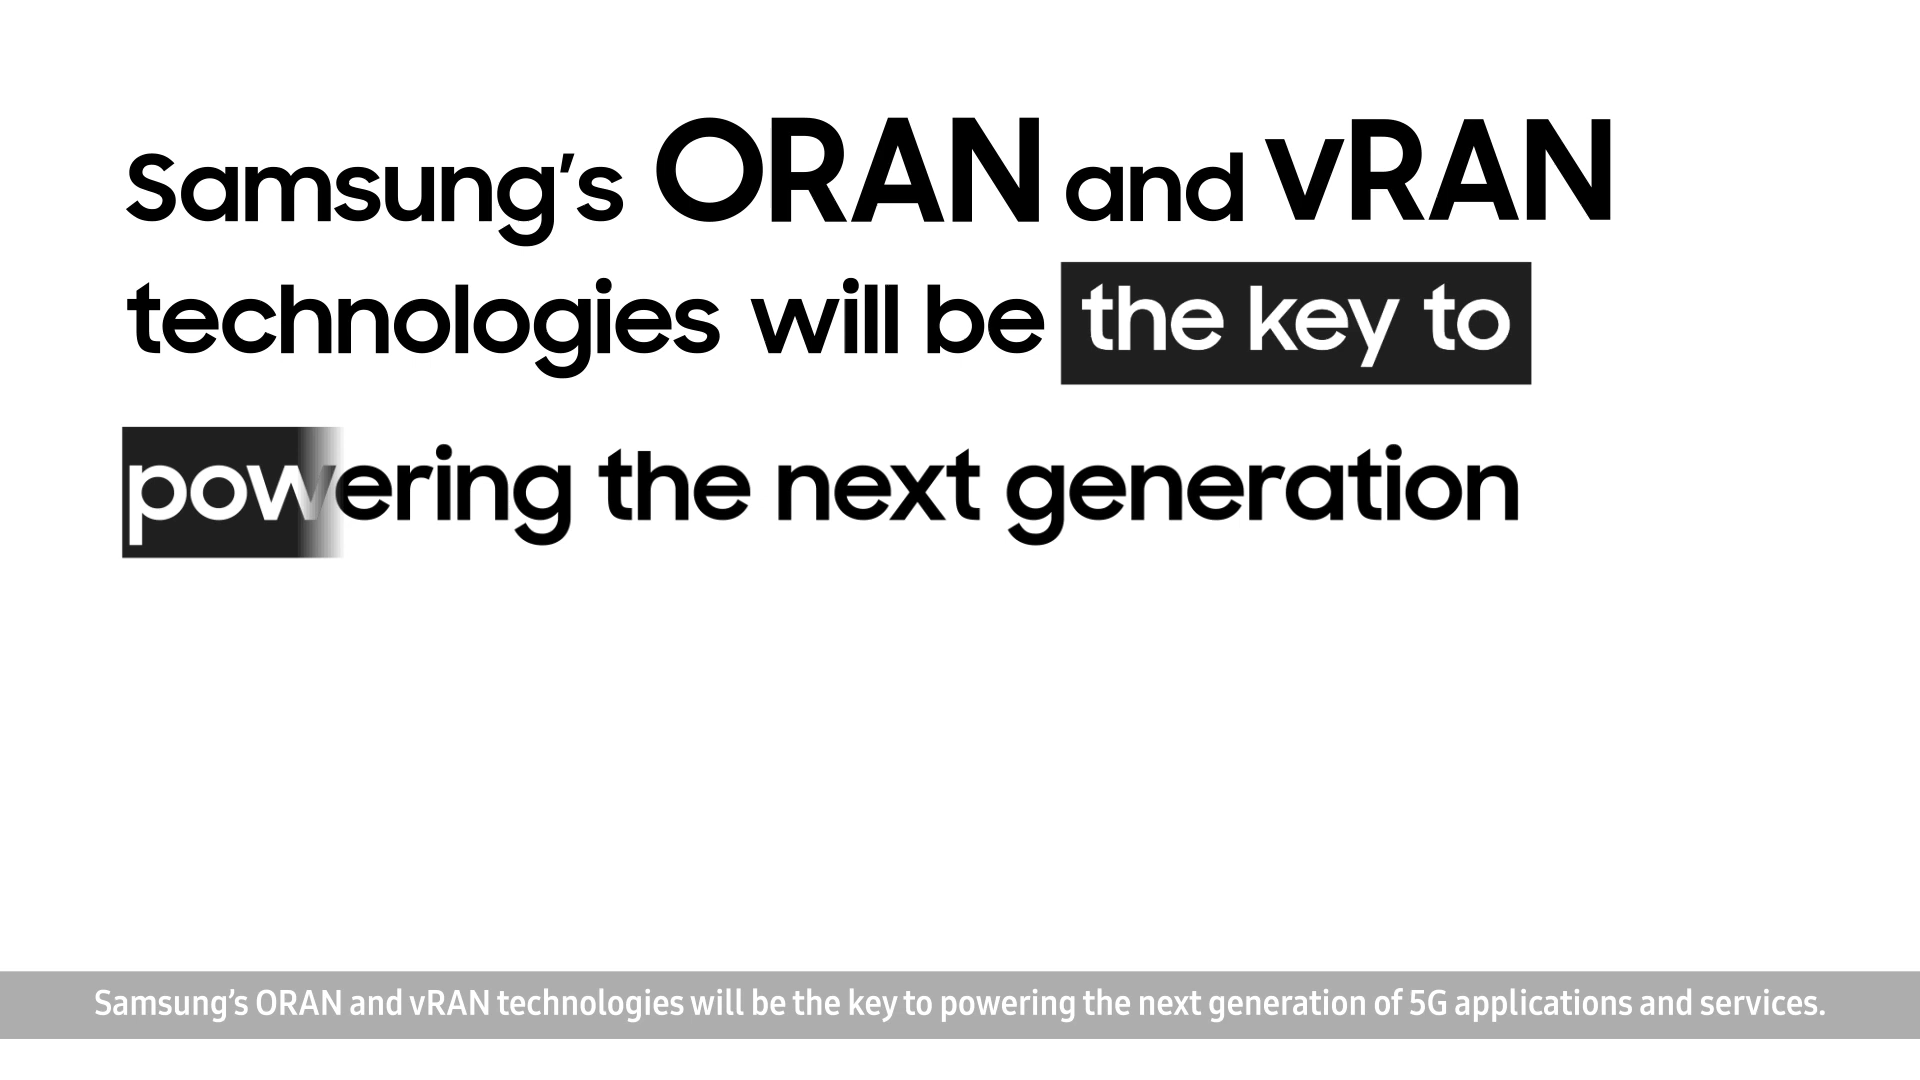 Samsung’s ORAN and vRAN
technologies will be the key to
powering the next generation
Samsung’s ORAN and vRAN technologies will be the key to powering the next generation of 5G applications and services.